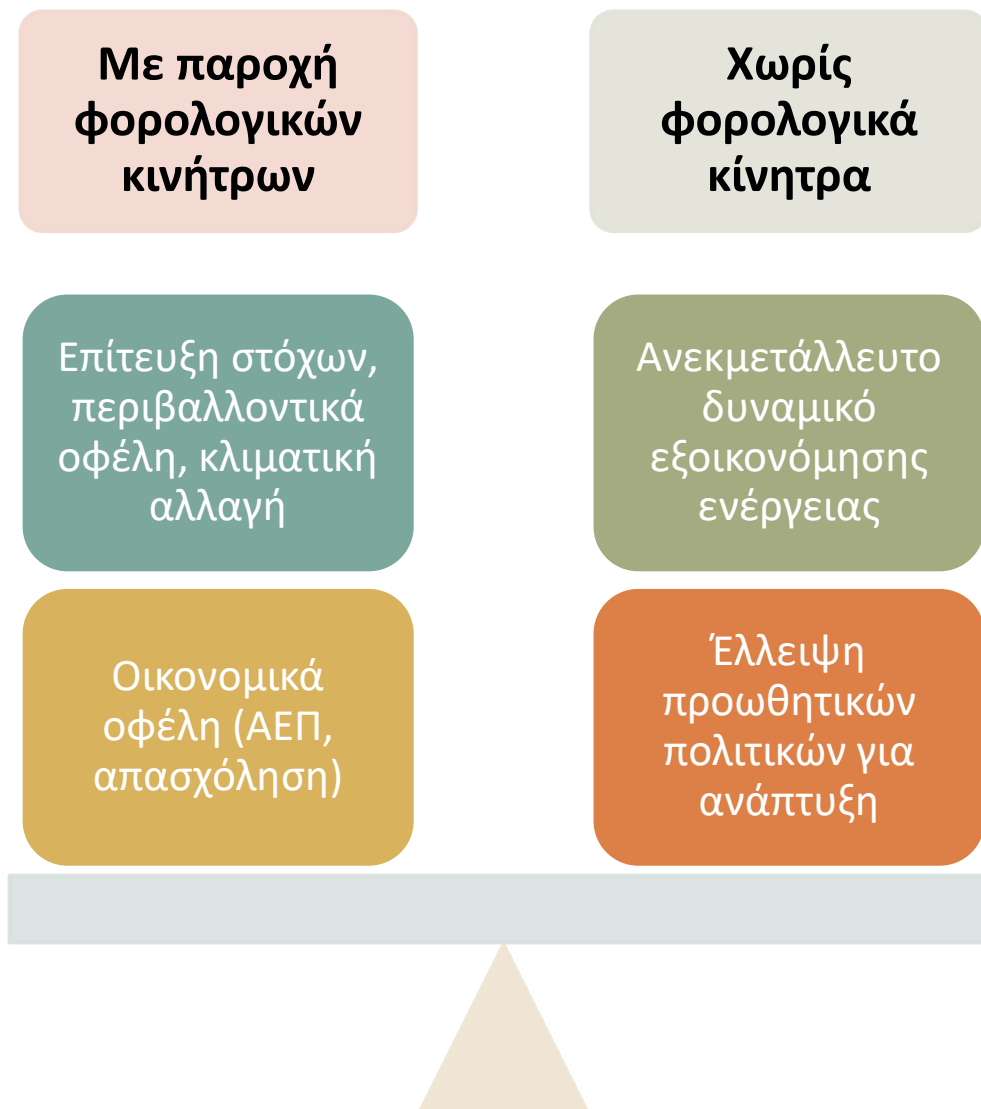 Με παροχή
φορολογικών
κινήτρων
Χωρίς
φορολογικά
κίνητρα
Επίτευξη στόχων,
περιβαλλοντικά
οφέλη, κλιματική
αλλαγή
Ανεκμετάλλευτο
δυναμικό
εξοικονόμησης
ενέργειας
Οικονομικά
οφέλη (ΑΕΠ,
απασχόληση)
Έλλειψη
προωθητικών
πολιτικών για
ανάπτυξη